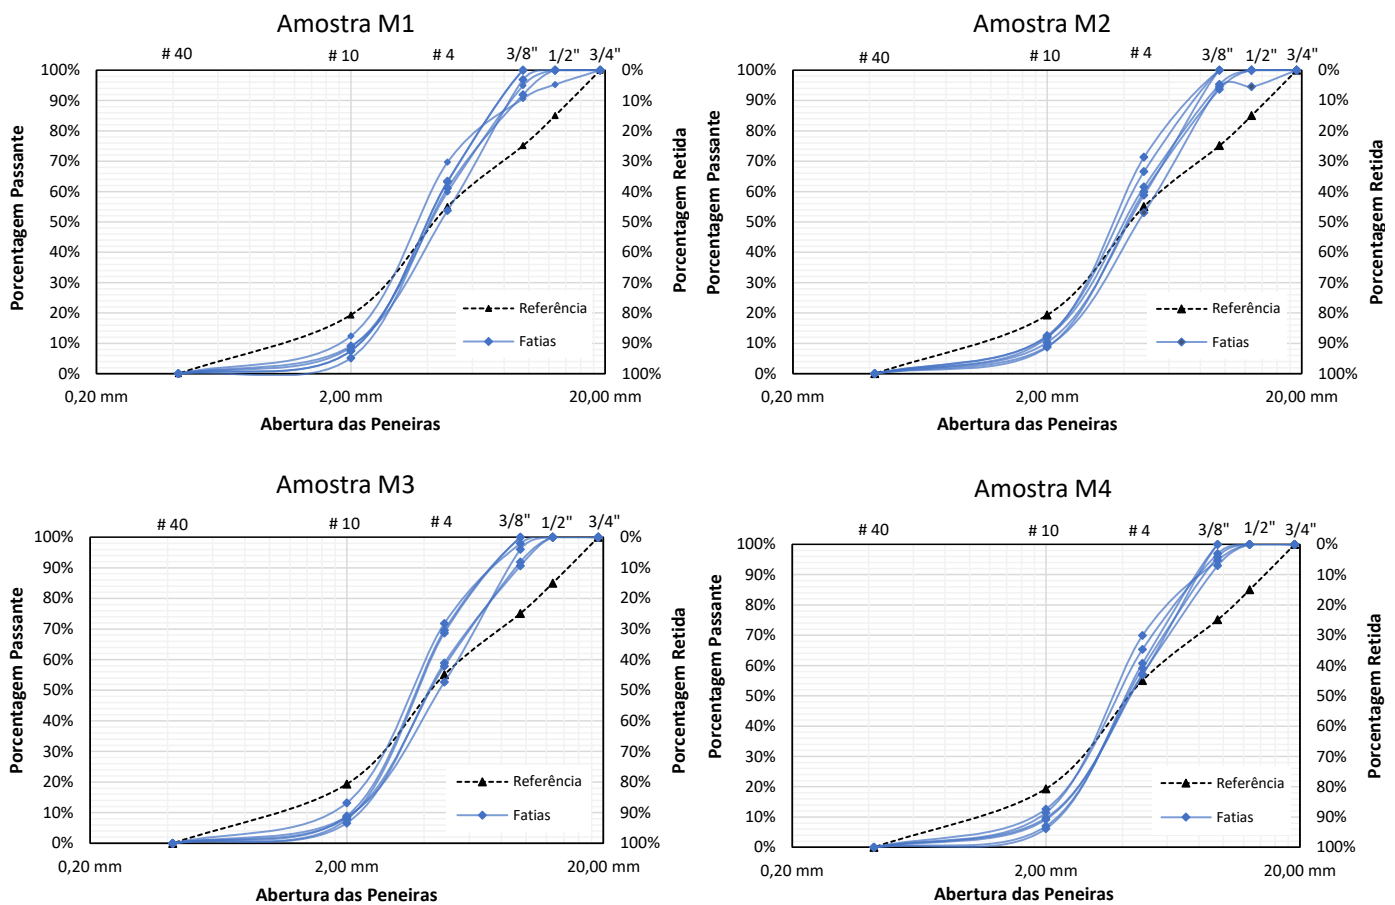 Amostra M1
# 40 # 10 # 4 3/8" 1/2" 3/4"
100% 0%
90% 10%
80% 20%
70% 30%
60% 40%
50% 50%
40% 60%
30% 70%
20% 80%
10% 90%
0% 100%
Porcentagem Passante
Porcentagem Retida
Referência
Fatias
0,20 mm 2,00 mm 20,00 mm
Abertura das Peneiras
Amostra M2
# 40 # 10 # 4 3/8" 1/2" 3/4"
100% 0%
90% 10%
80% 20%
70% 30%
60% 40%
50% 50%
40% 60%
30% 70%
20% 80%
10% 90%
0% 100%
Porcentagem Passante
Porcentagem Retida
Referência
Fatias
0,20 mm 2,00 mm 20,00 mm
Abertura das Peneiras
Amostra M3
# 40 # 10 # 4 3/8" 1/2" 3/4"
100% 0%
90% 10%
80% 20%
70% 30%
60% 40%
50% 50%
40% 60%
30% 70%
20% 80%
10% 90%
0% 100%
Porcentagem Passante
Porcentagem Retida
Referência
Fatias
0,20 mm 2,00 mm 20,00 mm
Abertura das Peneiras
Amostra M4
# 40 # 10 # 4 3/8" 1/2" 3/4"
100% 0%
90% 10%
80% 20%
70% 30%
60% 40%
50% 50%
40% 60%
30% 70%
20% 80%
10% 90%
0% 100%
Porcentagem Passante
Porcentagem Retida
Referência
Fatias
0,20 mm 2,00 mm 20,00 mm
Abertura das Peneiras